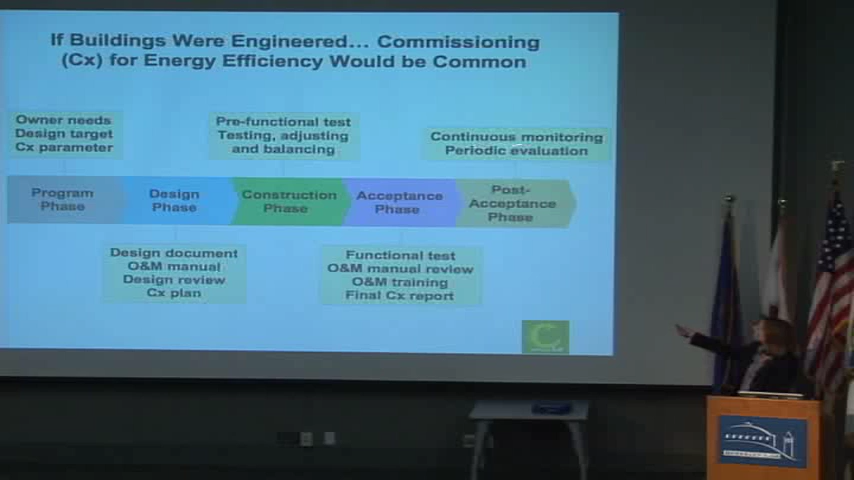 If Buildings Were Engineered… Commissioning
(Cx) for Energy Efficiency Would be Common
Owner needs
Design target
Cx parameter
Pre-functional test
Testing, adjusting
and balancing
Continuous monitoring
Periodic evaluation
Program
Phase
Design
Phase
Construction
Phase
Acceptance
Phase
Post-
Acceptance
Phase
Design document
O&M manual
Design review
Cx plan
Functional test
O&M manual review
O&M training
Final Cx report